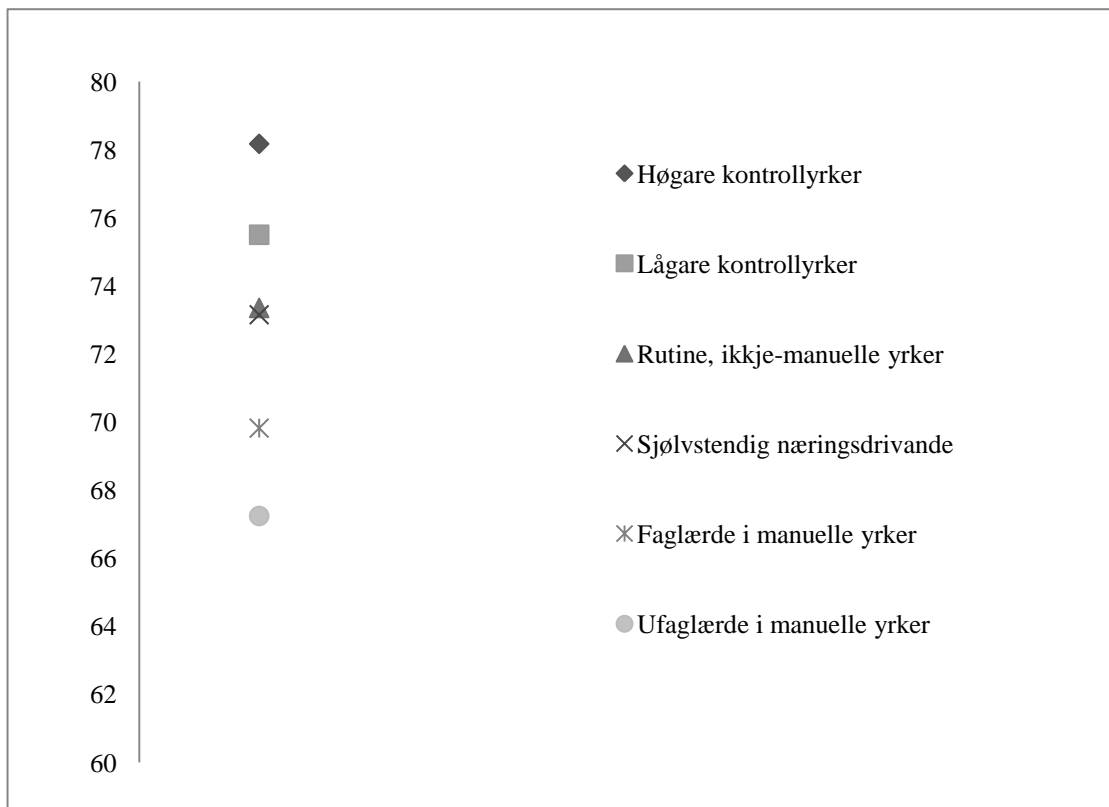 80
78
76
74
72
70
68
66
64
62
60
Høgare kontrollyrker
Lågare kontrollyrker
Rutine, ikkje-manuelle yrker
Sjølvstendig næringsdrivande
Faglærde i manuelle yrker
Ufaglærde i manuelle yrker